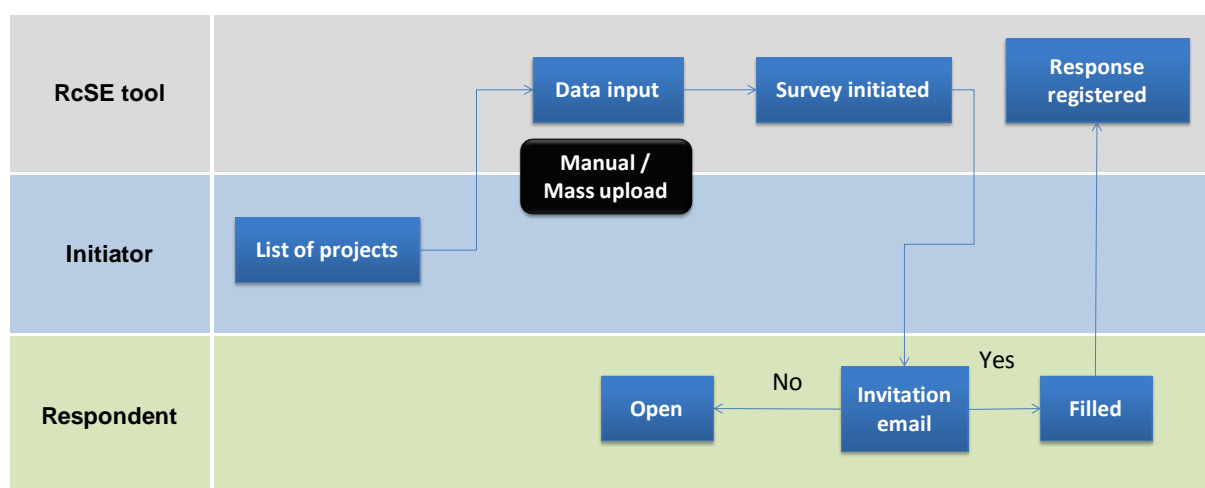 RcSE tool
Data input
Survey initiated
Response
registered
Manual /
Mass upload
Initiator
List of projects
Respondent
Open
No
Invitation
email
Yes
Filled